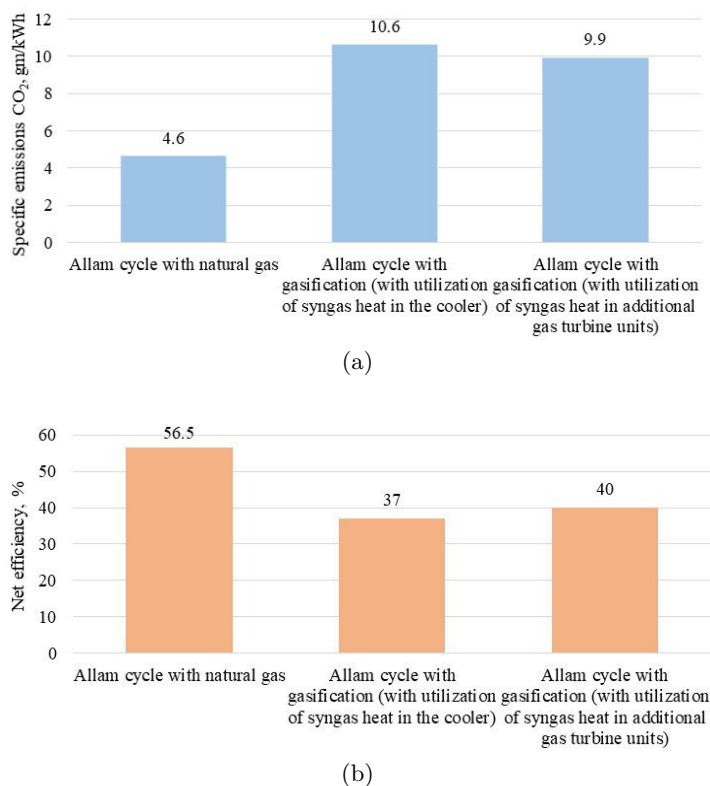 Specific emissions CO₂, gm/kWh
12
10
8
6
4
2
0
4.6
10.6
9.9
Allam cycle with natural gas
Allam cycle with
gasification (with utilization
of syngas heat in the cooler)
Allam cycle with
gasification (with utilization
of syngas heat in additional
gas turbine units)
(a)
Net efficiency, %
60
50
40
30
20
10
0
56.5
37
40
Allam cycle with natural gas
Allam cycle with
gasification (with utilization
of syngas heat in the cooler)
Allam cycle with
gasification (with utilization
of syngas heat in additional
gas turbine units)
(b)